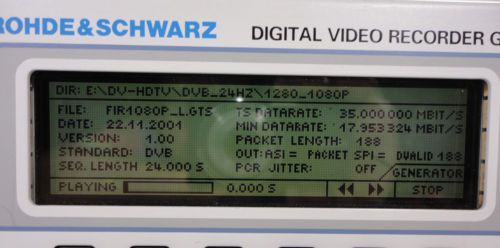 ROHDE&SCHWARZ DIGITAL VIDEO RECORDER G
DIR: E:\DV-HDTV\DVB_24HZ\1280_1080P
FILE: FIR1080P_L.GTS TS DATARATE: 35.000000 MBIT/S
DATE: 22.11.2001 MIN DATARATE: 17.953324 MBIT/S
VERSION: 1.00 PACKET LENGTH: 188
STANDARD: DVB OUT:ASI= PACKET SPI= DVALID 188
SEQ. LENGTH 24.000 S PCR JITTER: OFF
GENERATOR
PLAYING 0.000 S ◀◀ ▶▶ STOP